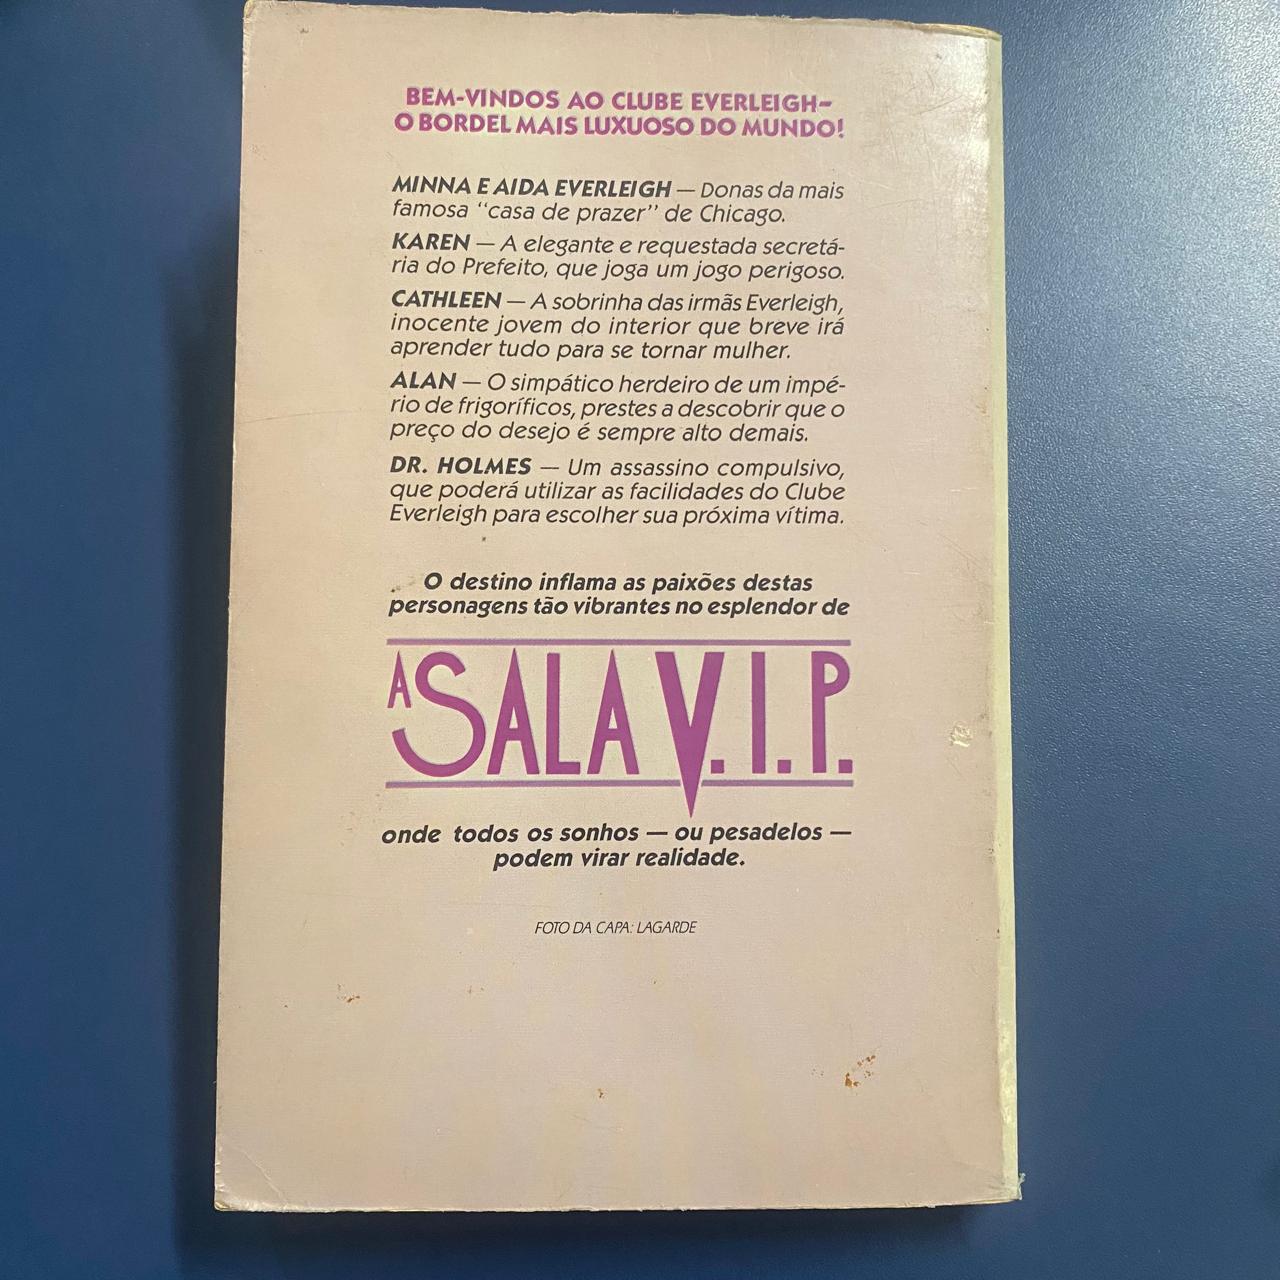 BEM-VINDOS AO CLUBE EVERLEIGH–
O BORDEL MAIS LUXUOSO DO MUNDO!
MINNA E AIDA EVERLEIGH — Donas da mais
famosa “casa de prazer” de Chicago.
KAREN — A elegante e requestada secretá-
ria do Prefeito, que joga um jogo perigoso.
CATHLEEN — A sobrinha das irmãs Everleigh,
inocente jovem do interior que breve irá
aprender tudo para se tornar mulher.
ALAN — O simpático herdeiro de um impé-
rio de frigoríficos, prestes a descobrir que o
preço do desejo é sempre alto demais.
DR. HOLMES — Um assassino compulsivo,
que poderá utilizar as facilidades do Clube
Everleigh para escolher sua próxima vítima.
O destino inflama as paixões destas
personagens tão vibrantes no esplendor de
A SALA V.I.P.
onde todos os sonhos — ou pesadelos —
podem virar realidade.
FOTO DA CAPA: LAGARDE